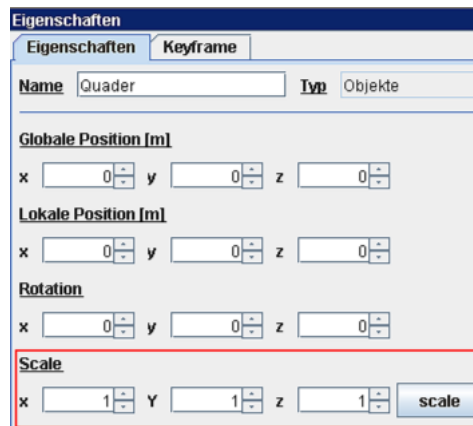 Eigenschaften
Eigenschaften Keyframe
Name Quader Typ Objekte
Globale Position [m]
x 0 y 0 z 0
Lokale Position [m]
x 0 y 0 z 0
Rotation
x 0 y 0 z 0
Scale
x 1 Y 1 z 1 scale